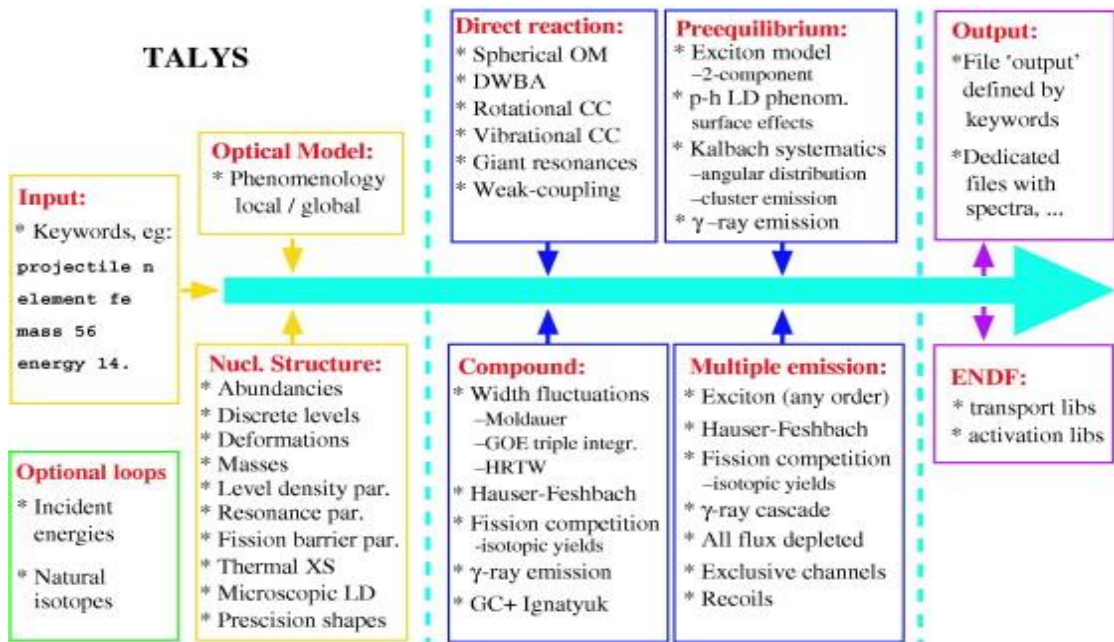 TALYS
Input:
* Keywords, eg:
projectile n
element fe
mass 56
energy 14.
Optional loops
* Incident
energies
* Natural
isotopes
Optical Model:
* Phenomenology
local / global
Nucl. Structure:
* Abundancies
* Discrete levels
* Deformations
* Masses
* Level density par.
* Resonance par.
* Fission barrier par.
* Thermal XS
* Microscopic LD
* Prescision shapes
Direct reaction:
* Spherical OM
* DWBA
* Rotational CC
* Vibrational CC
* Giant resonances
* Weak-coupling
Compound:
* Width fluctuations
–Moldauer
–GOE triple integr.
–HRTW
* Hauser-Feshbach
* Fission competition
-isotopic yields
* γ-ray emission
* GC+ Ignatyuk
Preequilibrium:
* Exciton model
–2-component
* p-h LD phenom.
surface effects
* Kalbach systematics
–angular distribution
–cluster emission
* γ –ray emission
Multiple emission:
* Exciton (any order)
* Hauser-Feshbach
* Fission competition
–isotopic yields
* γ-ray cascade
* All flux depleted
* Exclusive channels
* Recoils
Output:
*File 'output'
defined by
keywords
*Dedicated
files with
spectra, ...
ENDF:
* transport libs
* activation libs